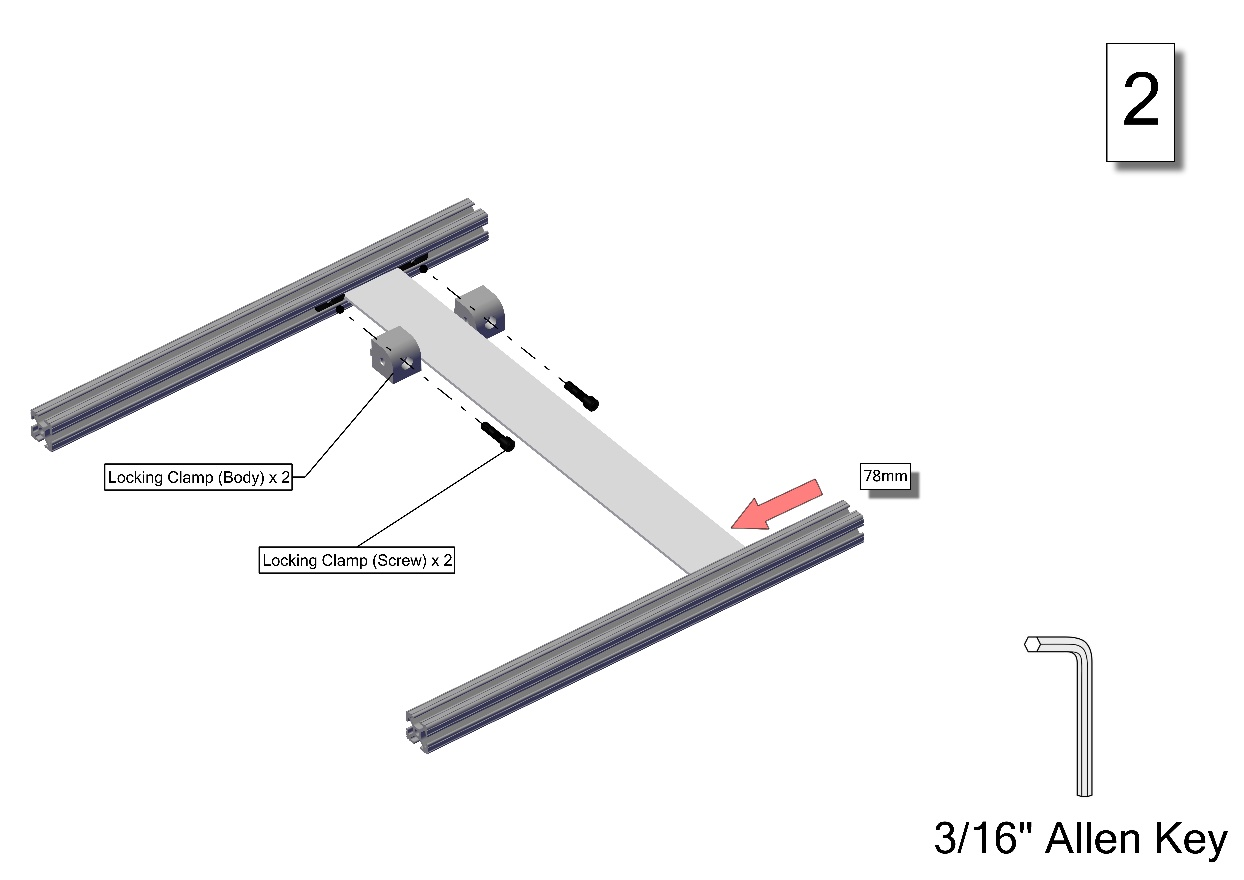 2
78mm
Locking Clamp (Body) x 2
Locking Clamp (Screw) x 2
3/16" Allen Key